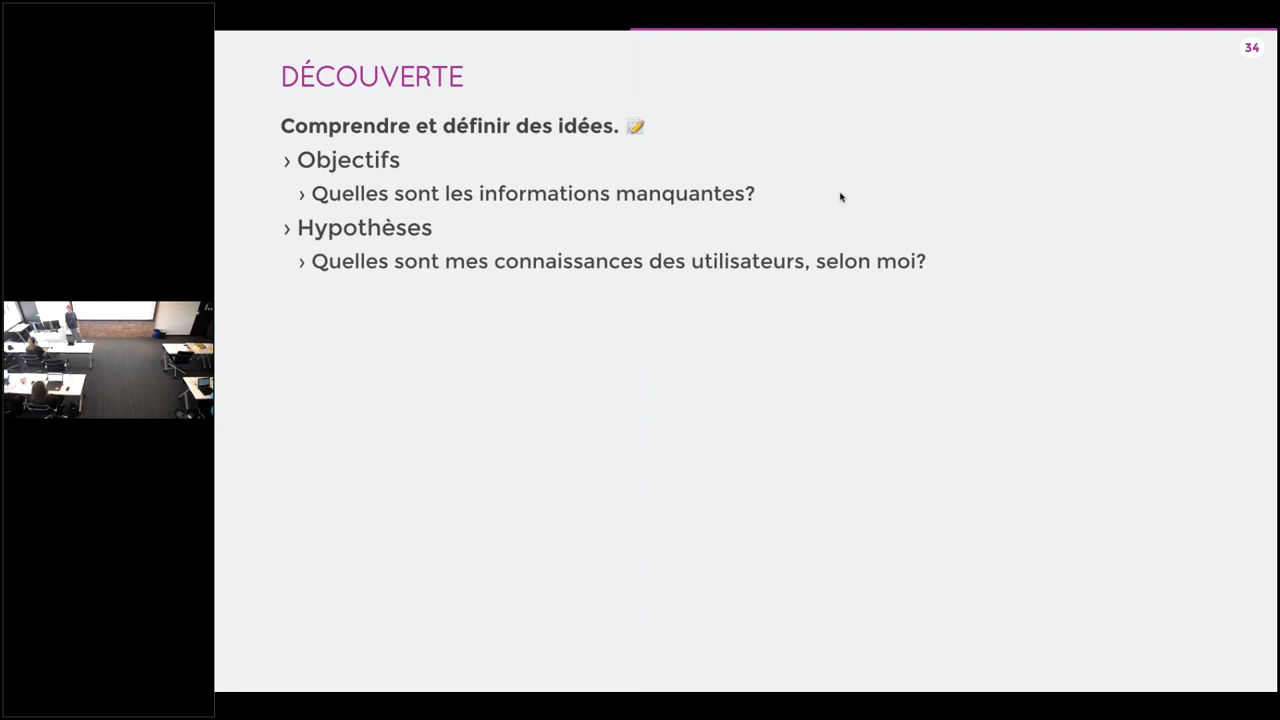 34
DÉCOUVERTE
Comprendre et définir des idées. 📝
› Objectifs
› Quelles sont les informations manquantes?
› Hypothèses
› Quelles sont mes connaissances des utilisateurs, selon moi?